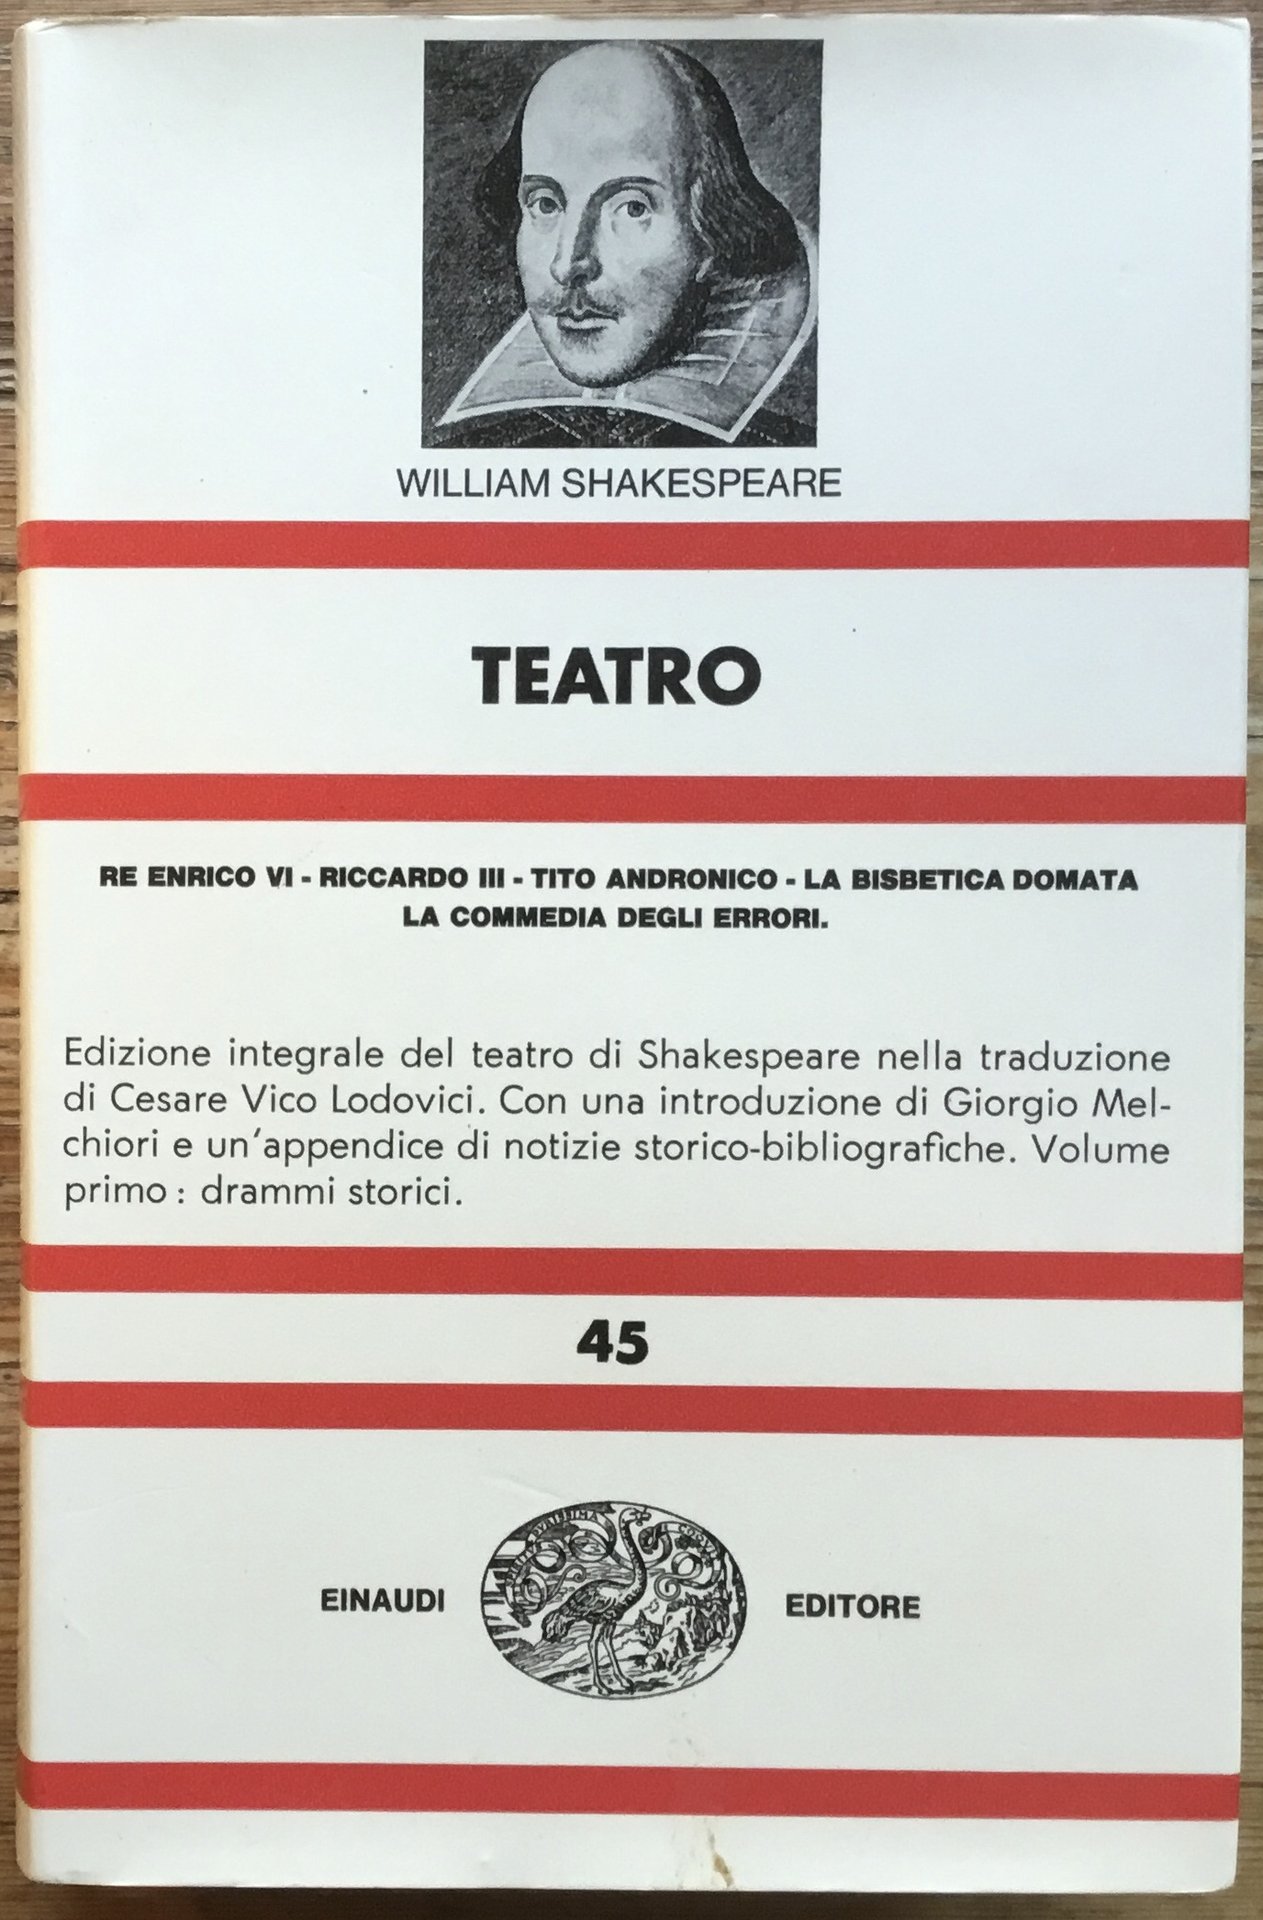 WILLIAM SHAKESPEARE
TEATRO
RE ENRICO VI - RICCARDO III - TITO ANDRONICO - LA BISBETICA DOMATA
LA COMMEDIA DEGLI ERRORI.
Edizione integrale del teatro di Shakespeare nella traduzione
di Cesare Vico Lodovici. Con una introduzione di Giorgio Mel-
chiori e un'appendice di notizie storico-bibliografiche. Volume
primo : drammi storici.
45
EINAUDI
EDITORE